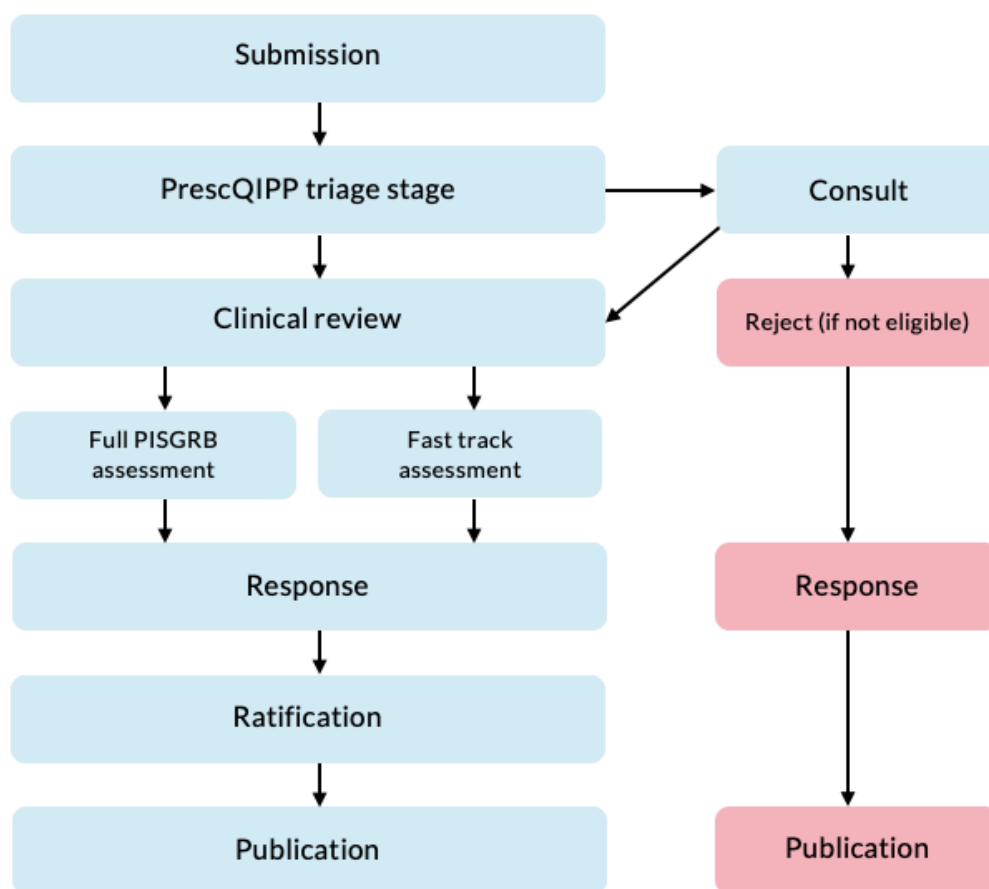 Submission
PrescQIPP triage stage
Consult
Clinical review
Reject (if not eligible)
Full PISGRB
assessment
Fast track
assessment
Response
Response
Ratification
Publication
Publication